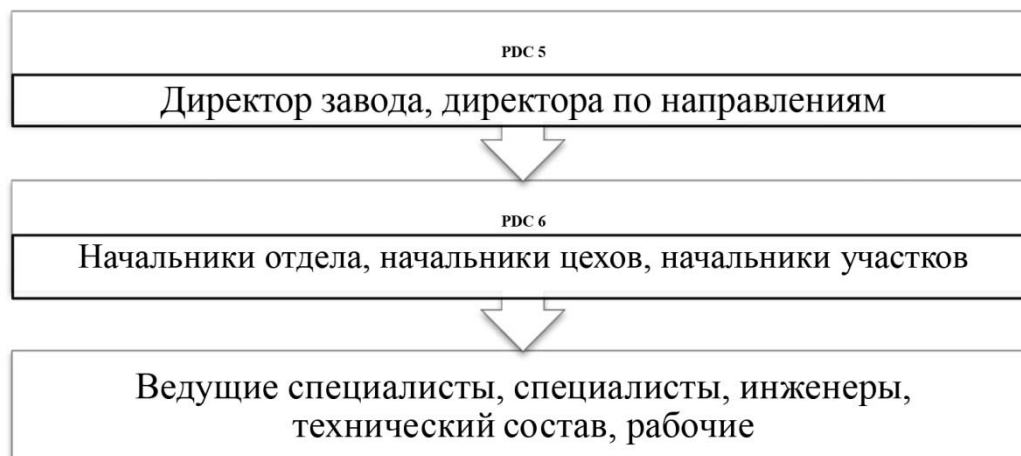 PDC 5
Директор завода, директора по направлениям
PDC 6
Начальники отдела, начальники цехов, начальники участков
Ведущие специалисты, специалисты, инженеры,
технический состав, рабочие